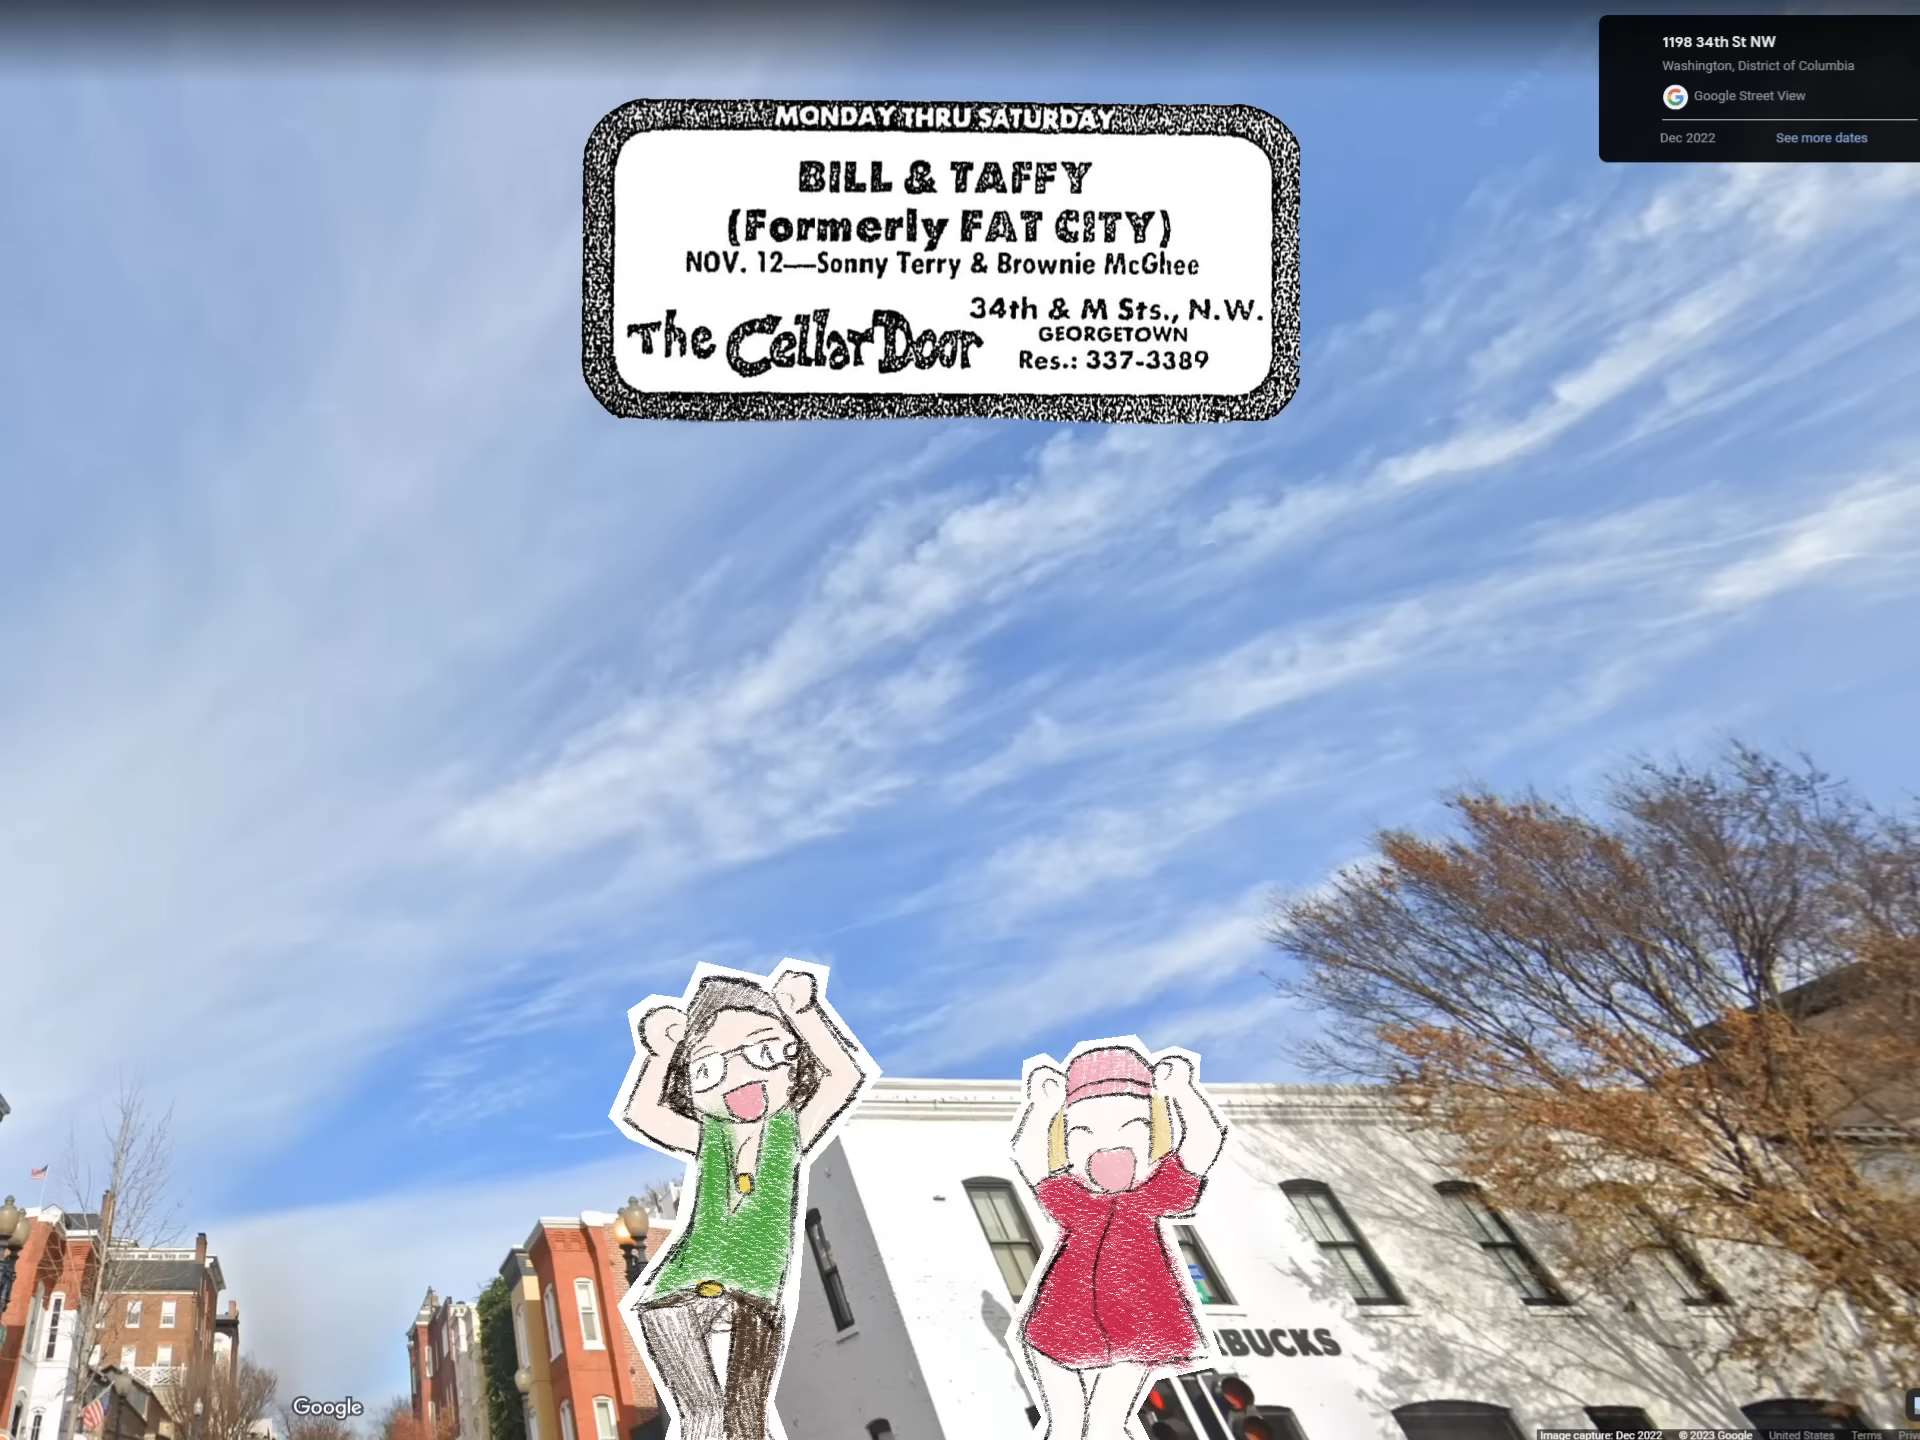 1198 34th St NW
Washington, District of Columbia
Google Street View
Dec 2022
See more dates
MONDAY THRU SATURDAY
BILL & TAFFY
(Formerly FAT CITY)
NOV. 12—Sonny Terry & Brownie McGhee
The Cellar Door
34th & M Sts., N.W.
GEORGETOWN
Res.: 337-3389
BUCKS
Google
Image capture: Dec 2022 © 2023 Google United States Terms